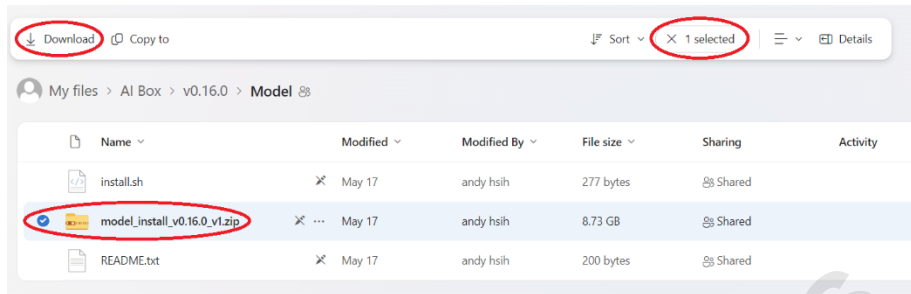 Download Copy to Sort 1 selected Details
My files > AI Box > v0.16.0 > Model
Name Modified Modified By File size Sharing Activity
install.sh May 17 andy hsih 277 bytes Shared
model_install_v0.16.0_v1.zip ... May 17 andy hsih 8.73 GB Shared
README.txt May 17 andy hsih 200 bytes Shared